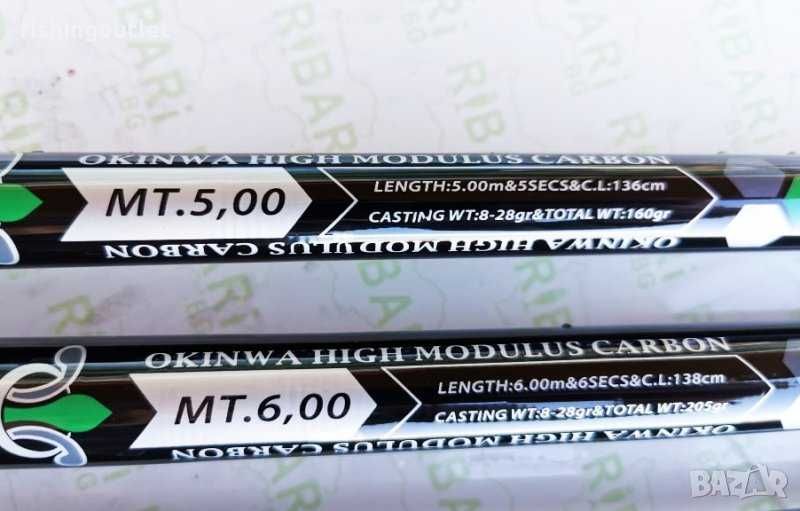 fishingoutlet
RIBARI
BG
RIBARI
BG
OKINWA HIGH MODULUS CARBON
MT.5,00
LENGTH:5.00m&5SECS&C.L:136cm
CASTING WT:8-28gr&TOTAL WT:160gr
OKINWA HIGH MODULUS CARBON
OKINWA HIGH MODULUS CARBON
MT.6,00
LENGTH:6.00m&6SECS&C.L:138cm
CASTING WT:8-28gr&TOTAL WT:205gr
OKINWA HIGH MODULUS CARBON
BAZAR